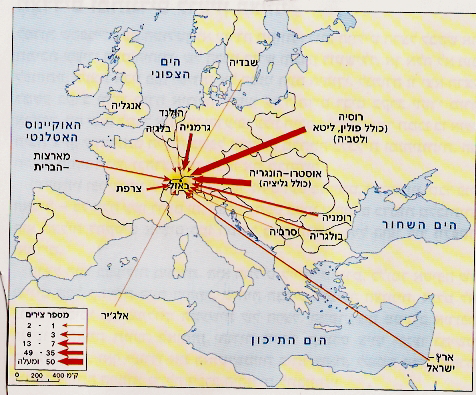 הים
הצפוני
שבדיה
אנגליה
הולנד
בלגיה
גרמניה
רוסיה
(כולל פולין, ליטא
ולטביה)
האוקיינוס
האטלנטי
מארצות
הברית–
צרפת
באזל
אוסטרו–הונגריה
(כולל גליציה)
רומניה
בולגריה
סרביה
הים השחור
אלג'יר
הים התיכון
ארץ–
ישראל
מספר צירים
1 - 2
3 - 6
7 - 13
35 - 49
50 ומעלה
0 200 400 ק"מ